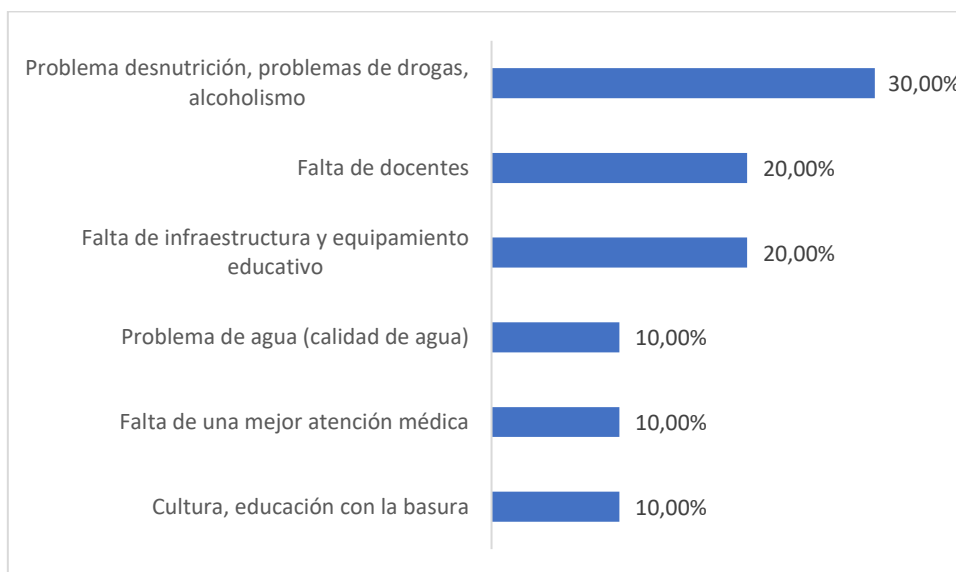 Problema desnutrición, problemas de drogas,
alcoholismo
30,00%
Falta de docentes
20,00%
Falta de infraestructura y equipamiento
educativo
20,00%
Problema de agua (calidad de agua)
10,00%
Falta de una mejor atención médica
10,00%
Cultura, educación con la basura
10,00%